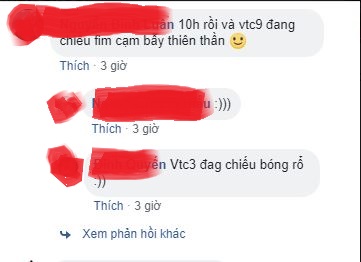 uân 10h rồi và vtc9 đang
chiếu fim cạm bẫy thiên thần 🙂
Thích · 3 giờ
:)))
Thích · 3 giờ
Vtc3 đag chiếu bóng rổ
:))
Thích · 3 giờ
Xem phản hồi khác